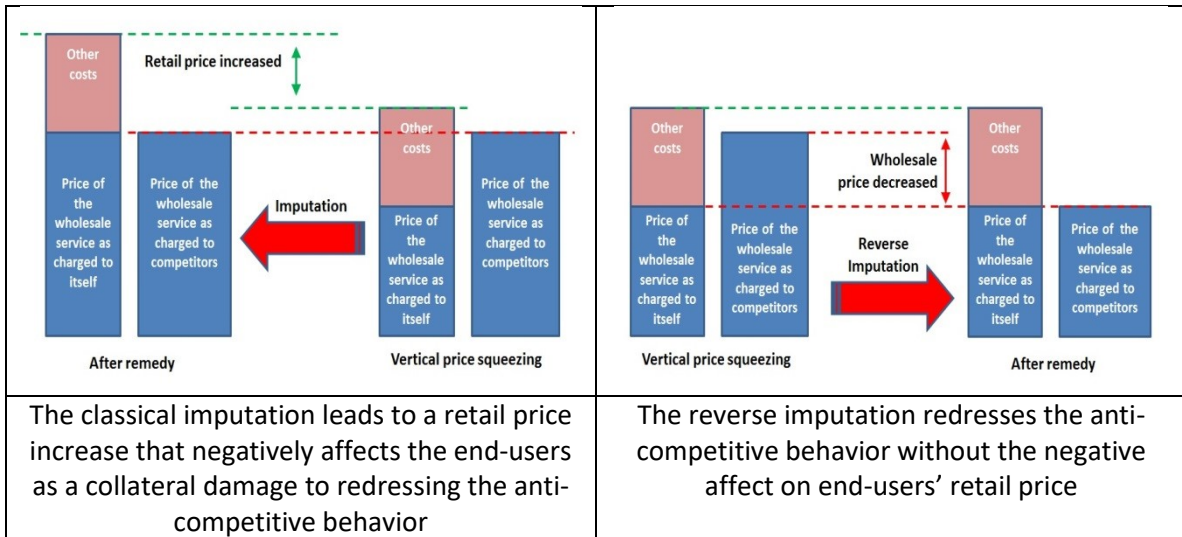 Other
costs
Retail price increased
Other
costs
Price of
the
wholesale
service as
charged to
itself
Price of the
wholesale
service as
charged to
competitors
Imputation
Price of
the
wholesale
service as
charged to
itself
Price of the
wholesale
service as
charged to
competitors
After remedy
Vertical price squeezing
Other
costs
Wholesale
price decreased
Other
costs
Price of
the
wholesale
service as
charged to
itself
Price of the
wholesale
service as
charged to
competitors
Reverse
Imputation
Price of
the
wholesale
service as
charged to
itself
Price of the
wholesale
service as
charged to
competitors
Vertical price squeezing
After remedy
The classical imputation leads to a retail price
increase that negatively affects the end-users
as a collateral damage to redressing the anti-
competitive behavior
The reverse imputation redresses the anti-
competitive behavior without the negative
affect on end-users’ retail price